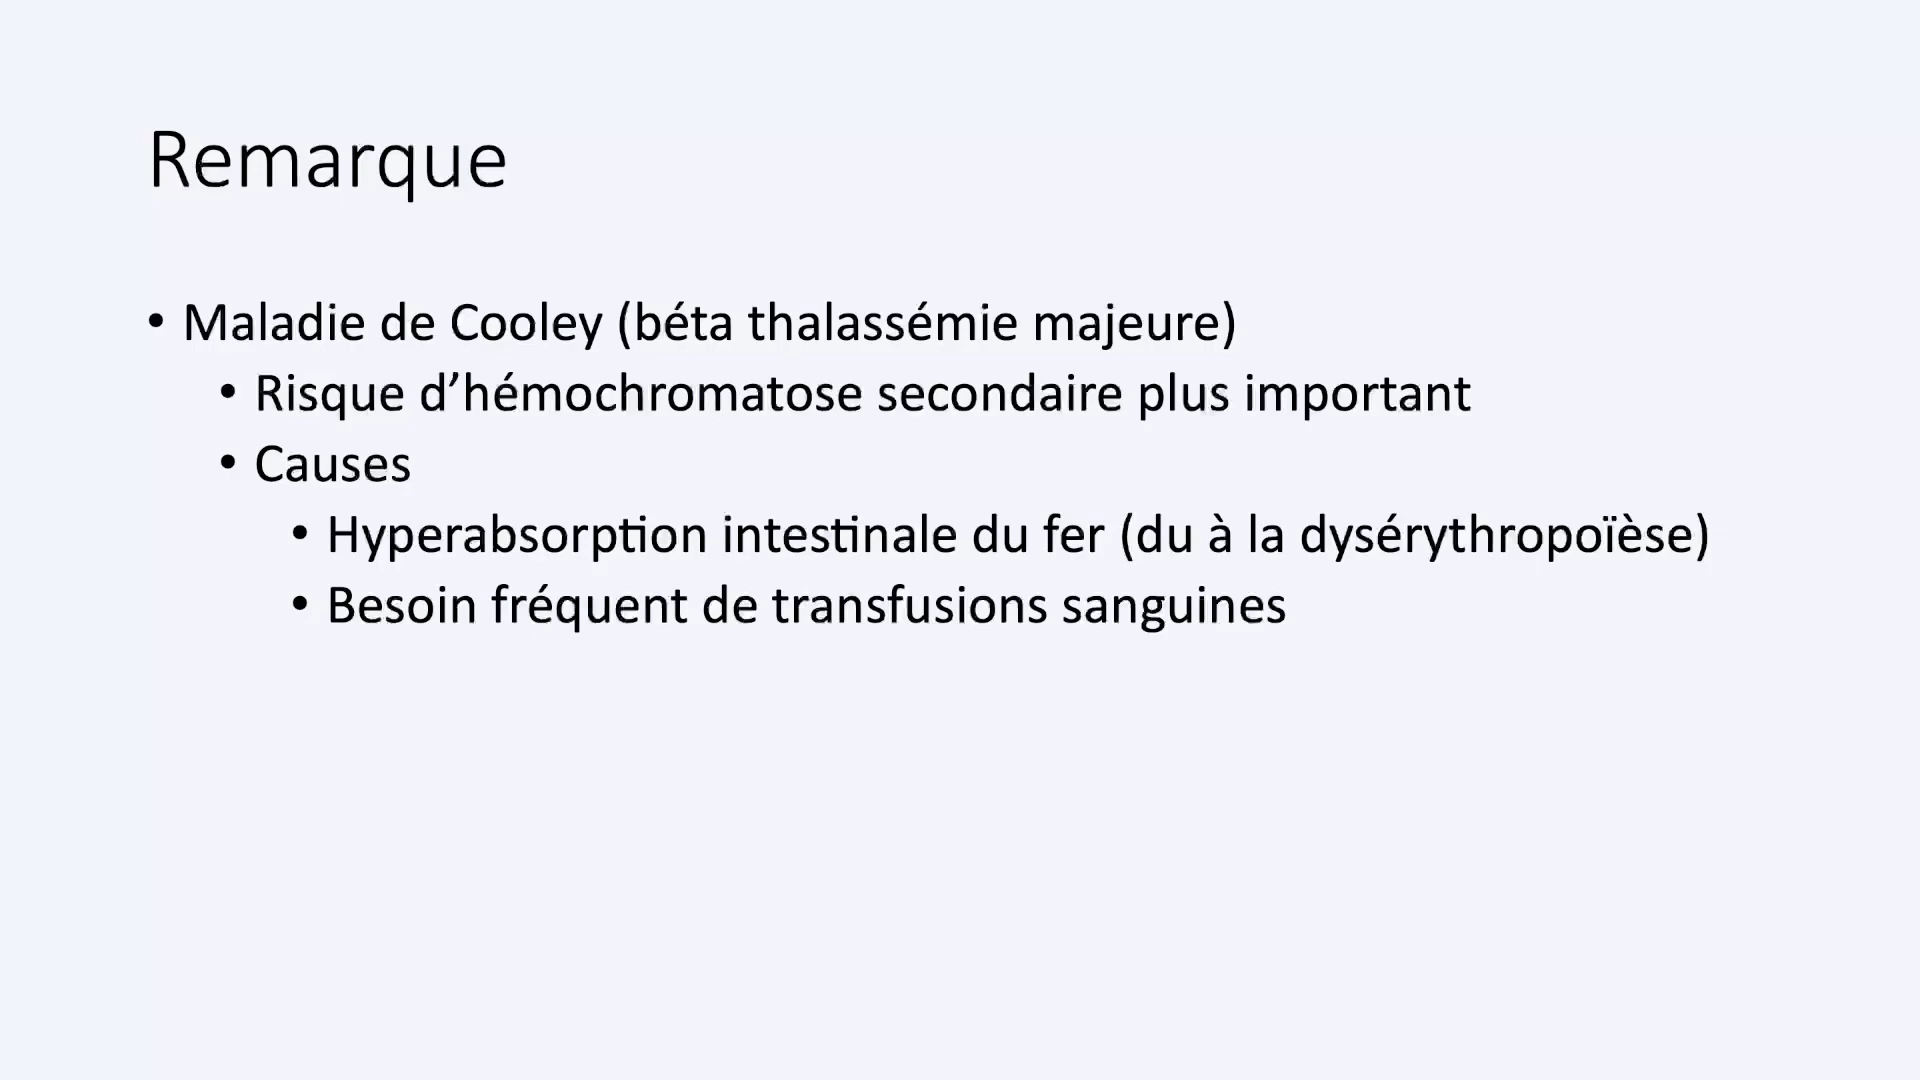 Remarque
• Maladie de Cooley (béta thalassémie majeure)
• Risque d’hémochromatose secondaire plus important
• Causes
• Hyperabsorption intestinale du fer (du à la dysérythropoïèse)
• Besoin fréquent de transfusions sanguines